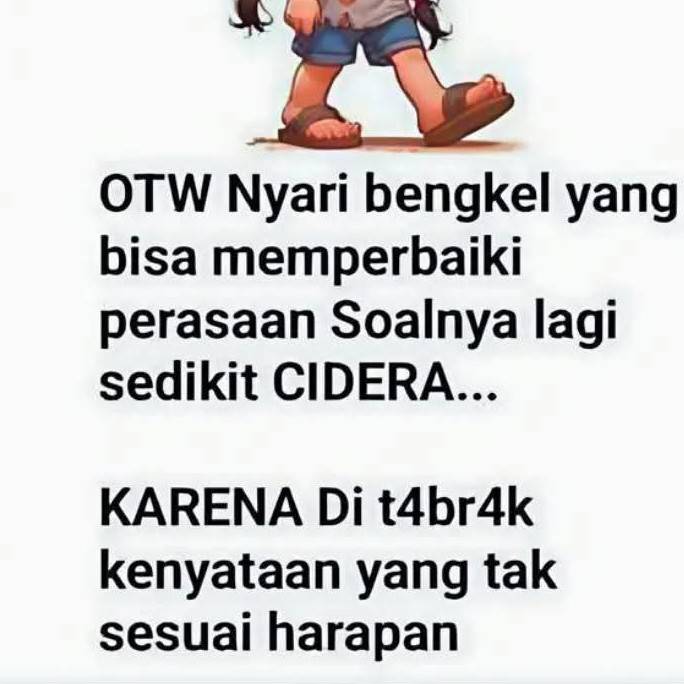 OTW Nyari bengkel yang
bisa memperbaiki
perasaan Soalnya lagi
sedikit CIDERA...
KARENA Di t4br4k
kenyataan yang tak
sesuai harapan